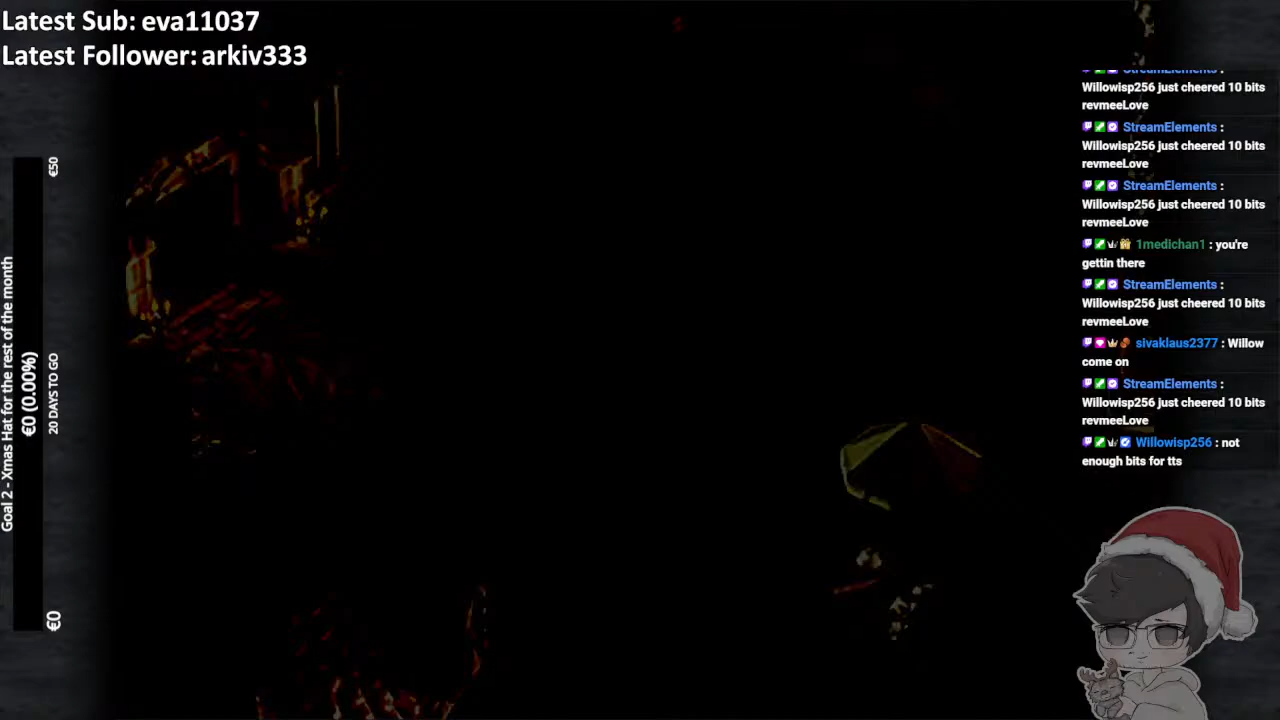 Latest Sub: eva11037
Latest Follower: arkiv333
€50
Goal 2 - Xmas Hat for the rest of the month
€0 (0.00%)
20 DAYS TO GO
€0
StreamElements :
Willowisp256 just cheered 10 bits
revmeeLove
StreamElements :
Willowisp256 just cheered 10 bits
revmeeLove
StreamElements :
Willowisp256 just cheered 10 bits
revmeeLove
1medichan1 : you're
gettin there
StreamElements :
Willowisp256 just cheered 10 bits
revmeeLove
sivaklaus2377 : Willow
come on
StreamElements :
Willowisp256 just cheered 10 bits
revmeeLove
Willowisp256 : not
enough bits for tts